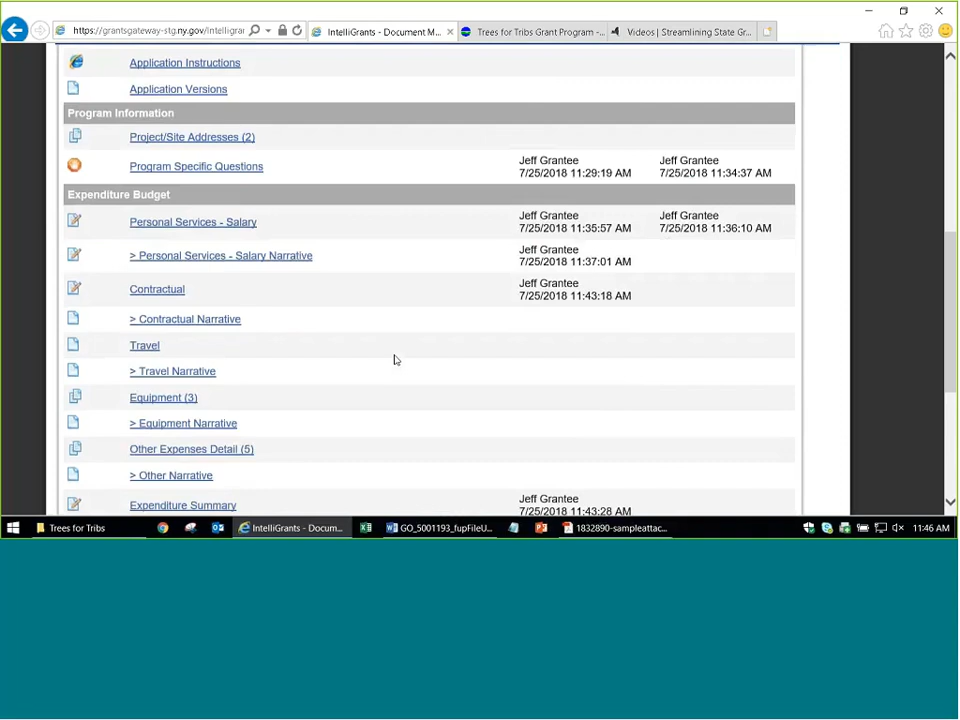 https://grantsgateway-stg.ny.gov/Intelligrai
IntelliGrants - Document M...
Trees for Tribs Grant Program -...
Videos | Streamlining State Gr...
Application Instructions
Application Versions
Program Information
Project/Site Addresses (2)
Program Specific Questions
Jeff Grantee
7/25/2018 11:29:19 AM
Jeff Grantee
7/25/2018 11:34:37 AM
Expenditure Budget
Personal Services - Salary
Jeff Grantee
7/25/2018 11:35:57 AM
Jeff Grantee
7/25/2018 11:36:10 AM
> Personal Services - Salary Narrative
Jeff Grantee
7/25/2018 11:37:01 AM
Contractual
Jeff Grantee
7/25/2018 11:43:18 AM
> Contractual Narrative
Travel
> Travel Narrative
Equipment (3)
> Equipment Narrative
Other Expenses Detail (5)
> Other Narrative
Expenditure Summary
Jeff Grantee
7/25/2018 11:43:28 AM
Trees for Tribs
IntelliGrants - Docum...
GO_5001193_fupFileU...
1832890-sampleattac...
11:46 AM